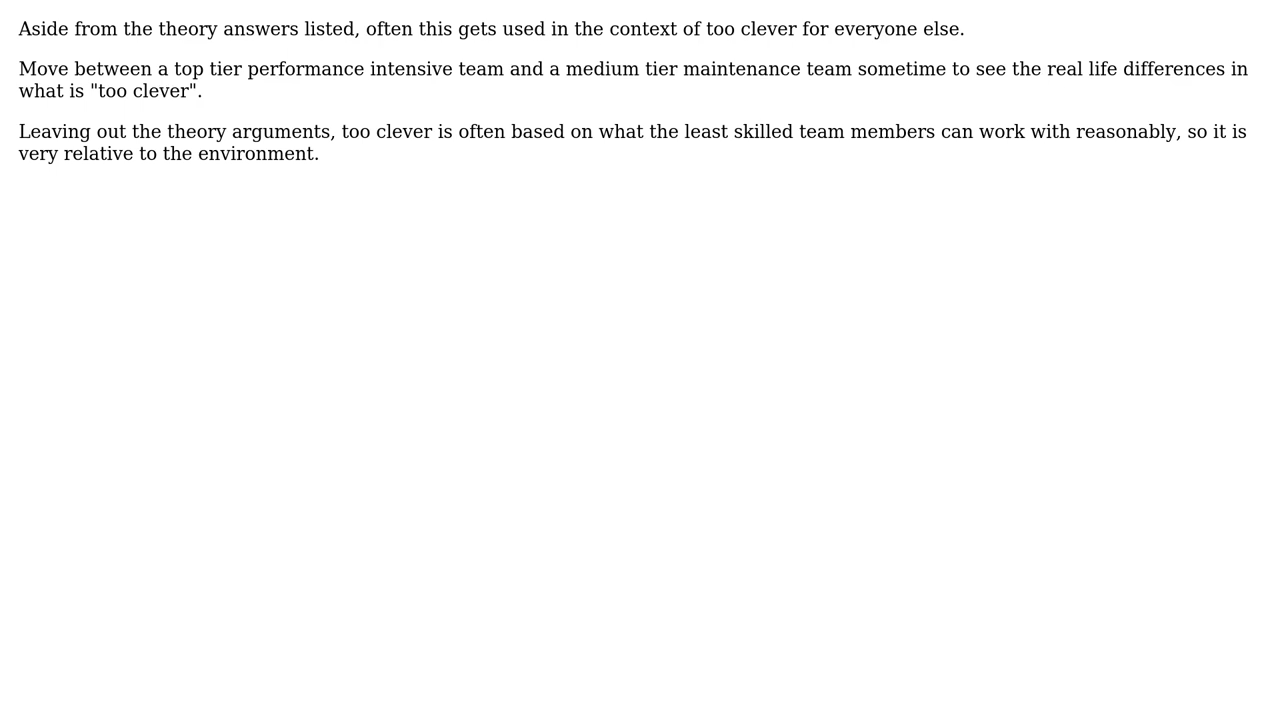 Aside from the theory answers listed, often this gets used in the context of too clever for everyone else.
Move between a top tier performance intensive team and a medium tier maintenance team sometime to see the real life differences in
what is "too clever".
Leaving out the theory arguments, too clever is often based on what the least skilled team members can work with reasonably, so it is
very relative to the environment.